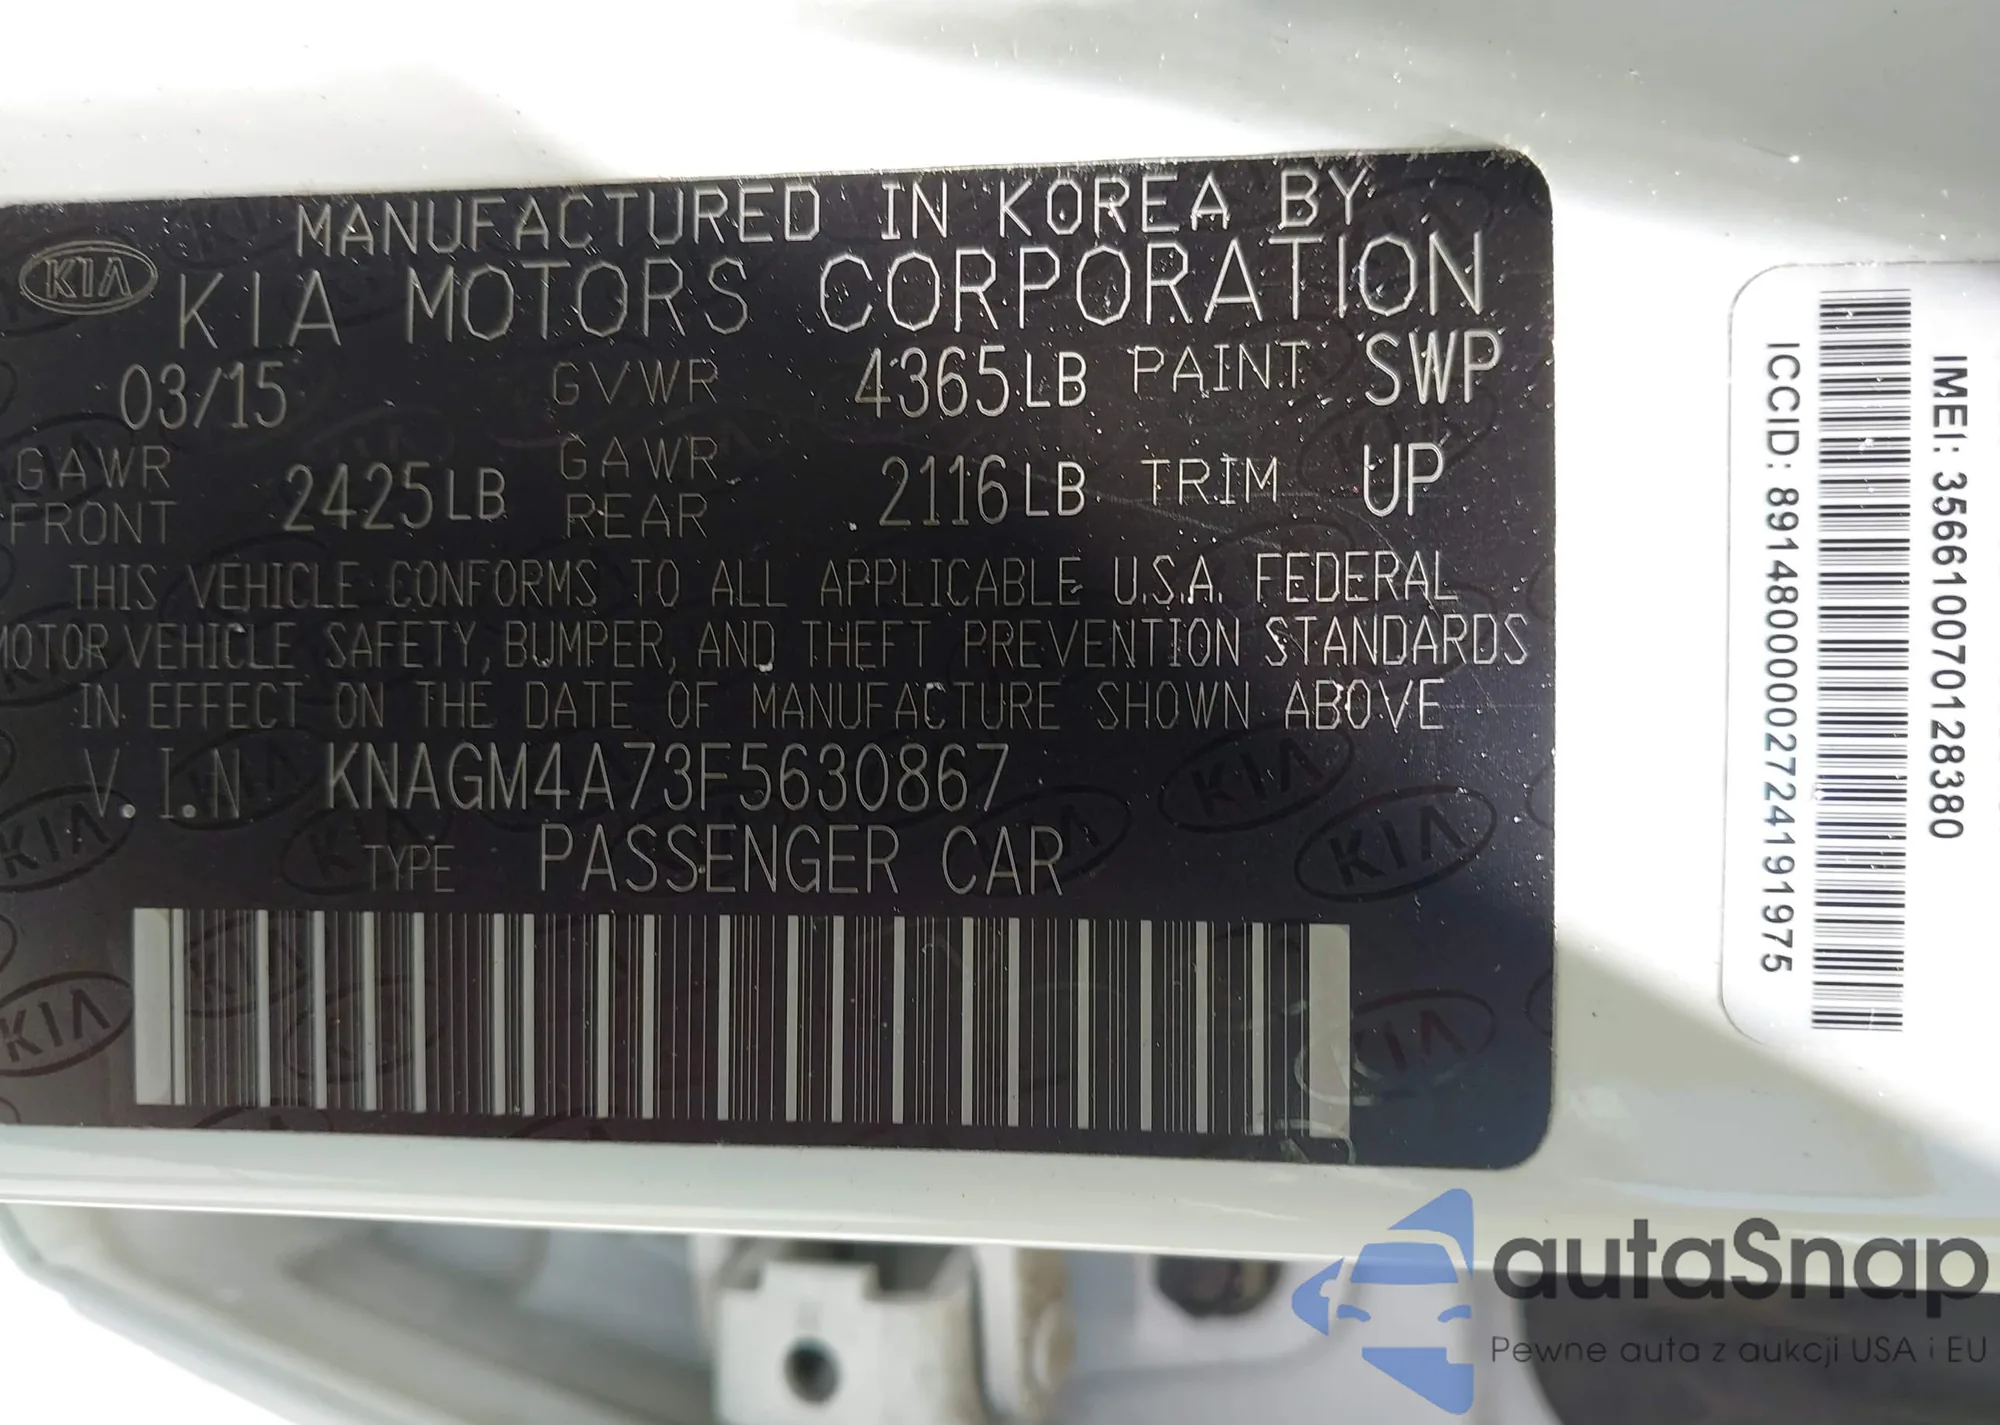 MANUFACTURED IN KOREA BY
KIA
KIA MOTORS CORPORATION
03/15 GVWR 4365LB PAINT SWP
GAWR FRONT 2425LB GAWR REAR 2116LB TRIM UP
THIS VEHICLE CONFORMS TO ALL APPLICABLE U.S.A. FEDERAL
MOTOR VEHICLE SAFETY, BUMPER, AND THEFT PREVENTION STANDARDS
IN EFFECT ON THE DATE OF MANUFACTURE SHOWN ABOVE
V.I.N KNAGM4A73F5630867
TYPE PASSENGER CAR
IMEI: 356610070128380
ICCID: 89148000002724191975
autaSnap
Pewne auta z aukcji USA i EU